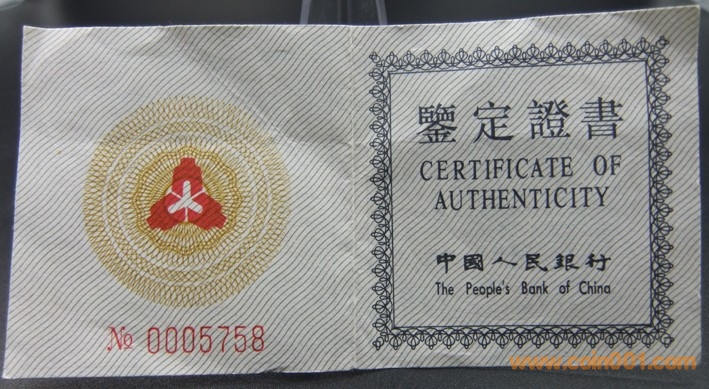 № 0005758
鑒定證書
CERTIFICATE OF
AUTHENTICITY
中國人民銀行
The People's Bank of China
www.coin001.com